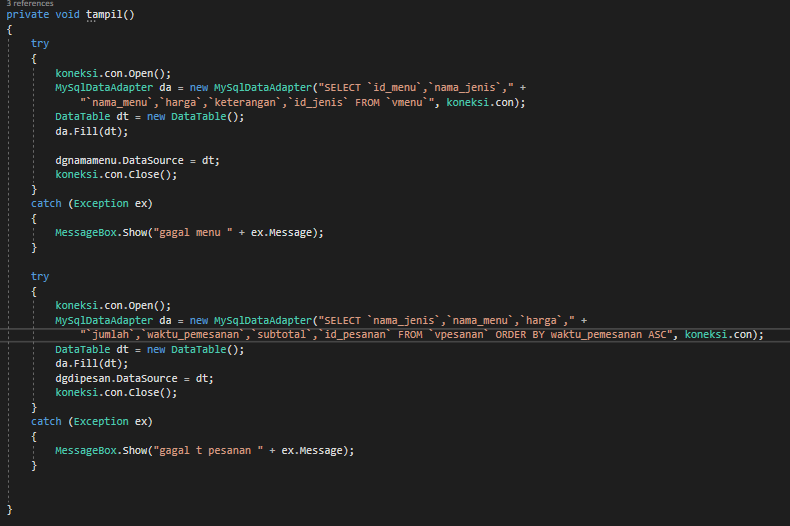 3 references
private void tampil()
{
try
{
koneksi.con.Open();
MySqlDataAdapter da = new MySqlDataAdapter("SELECT `id_menu`,`nama_jenis`," +
"`nama_menu`,`harga`,`keterangan`,`id_jenis` FROM `vmenu`", koneksi.con);
DataTable dt = new DataTable();
da.Fill(dt);
dgnamamenu.DataSource = dt;
koneksi.con.Close();
}
catch (Exception ex)
{
MessageBox.Show("gagal menu " + ex.Message);
}
try
{
koneksi.con.Open();
MySqlDataAdapter da = new MySqlDataAdapter("SELECT `nama_jenis`,`nama_menu`,`harga`," +
"`jumlah`,`waktu_pemesanan`,`subtotal`,`id_pesanan` FROM `vpesanan` ORDER BY waktu_pemesanan ASC", koneksi.con);
DataTable dt = new DataTable();
da.Fill(dt);
dgdipesan.DataSource = dt;
koneksi.con.Close();
}
catch (Exception ex)
{
MessageBox.Show("gagal t pesanan " + ex.Message);
}
}